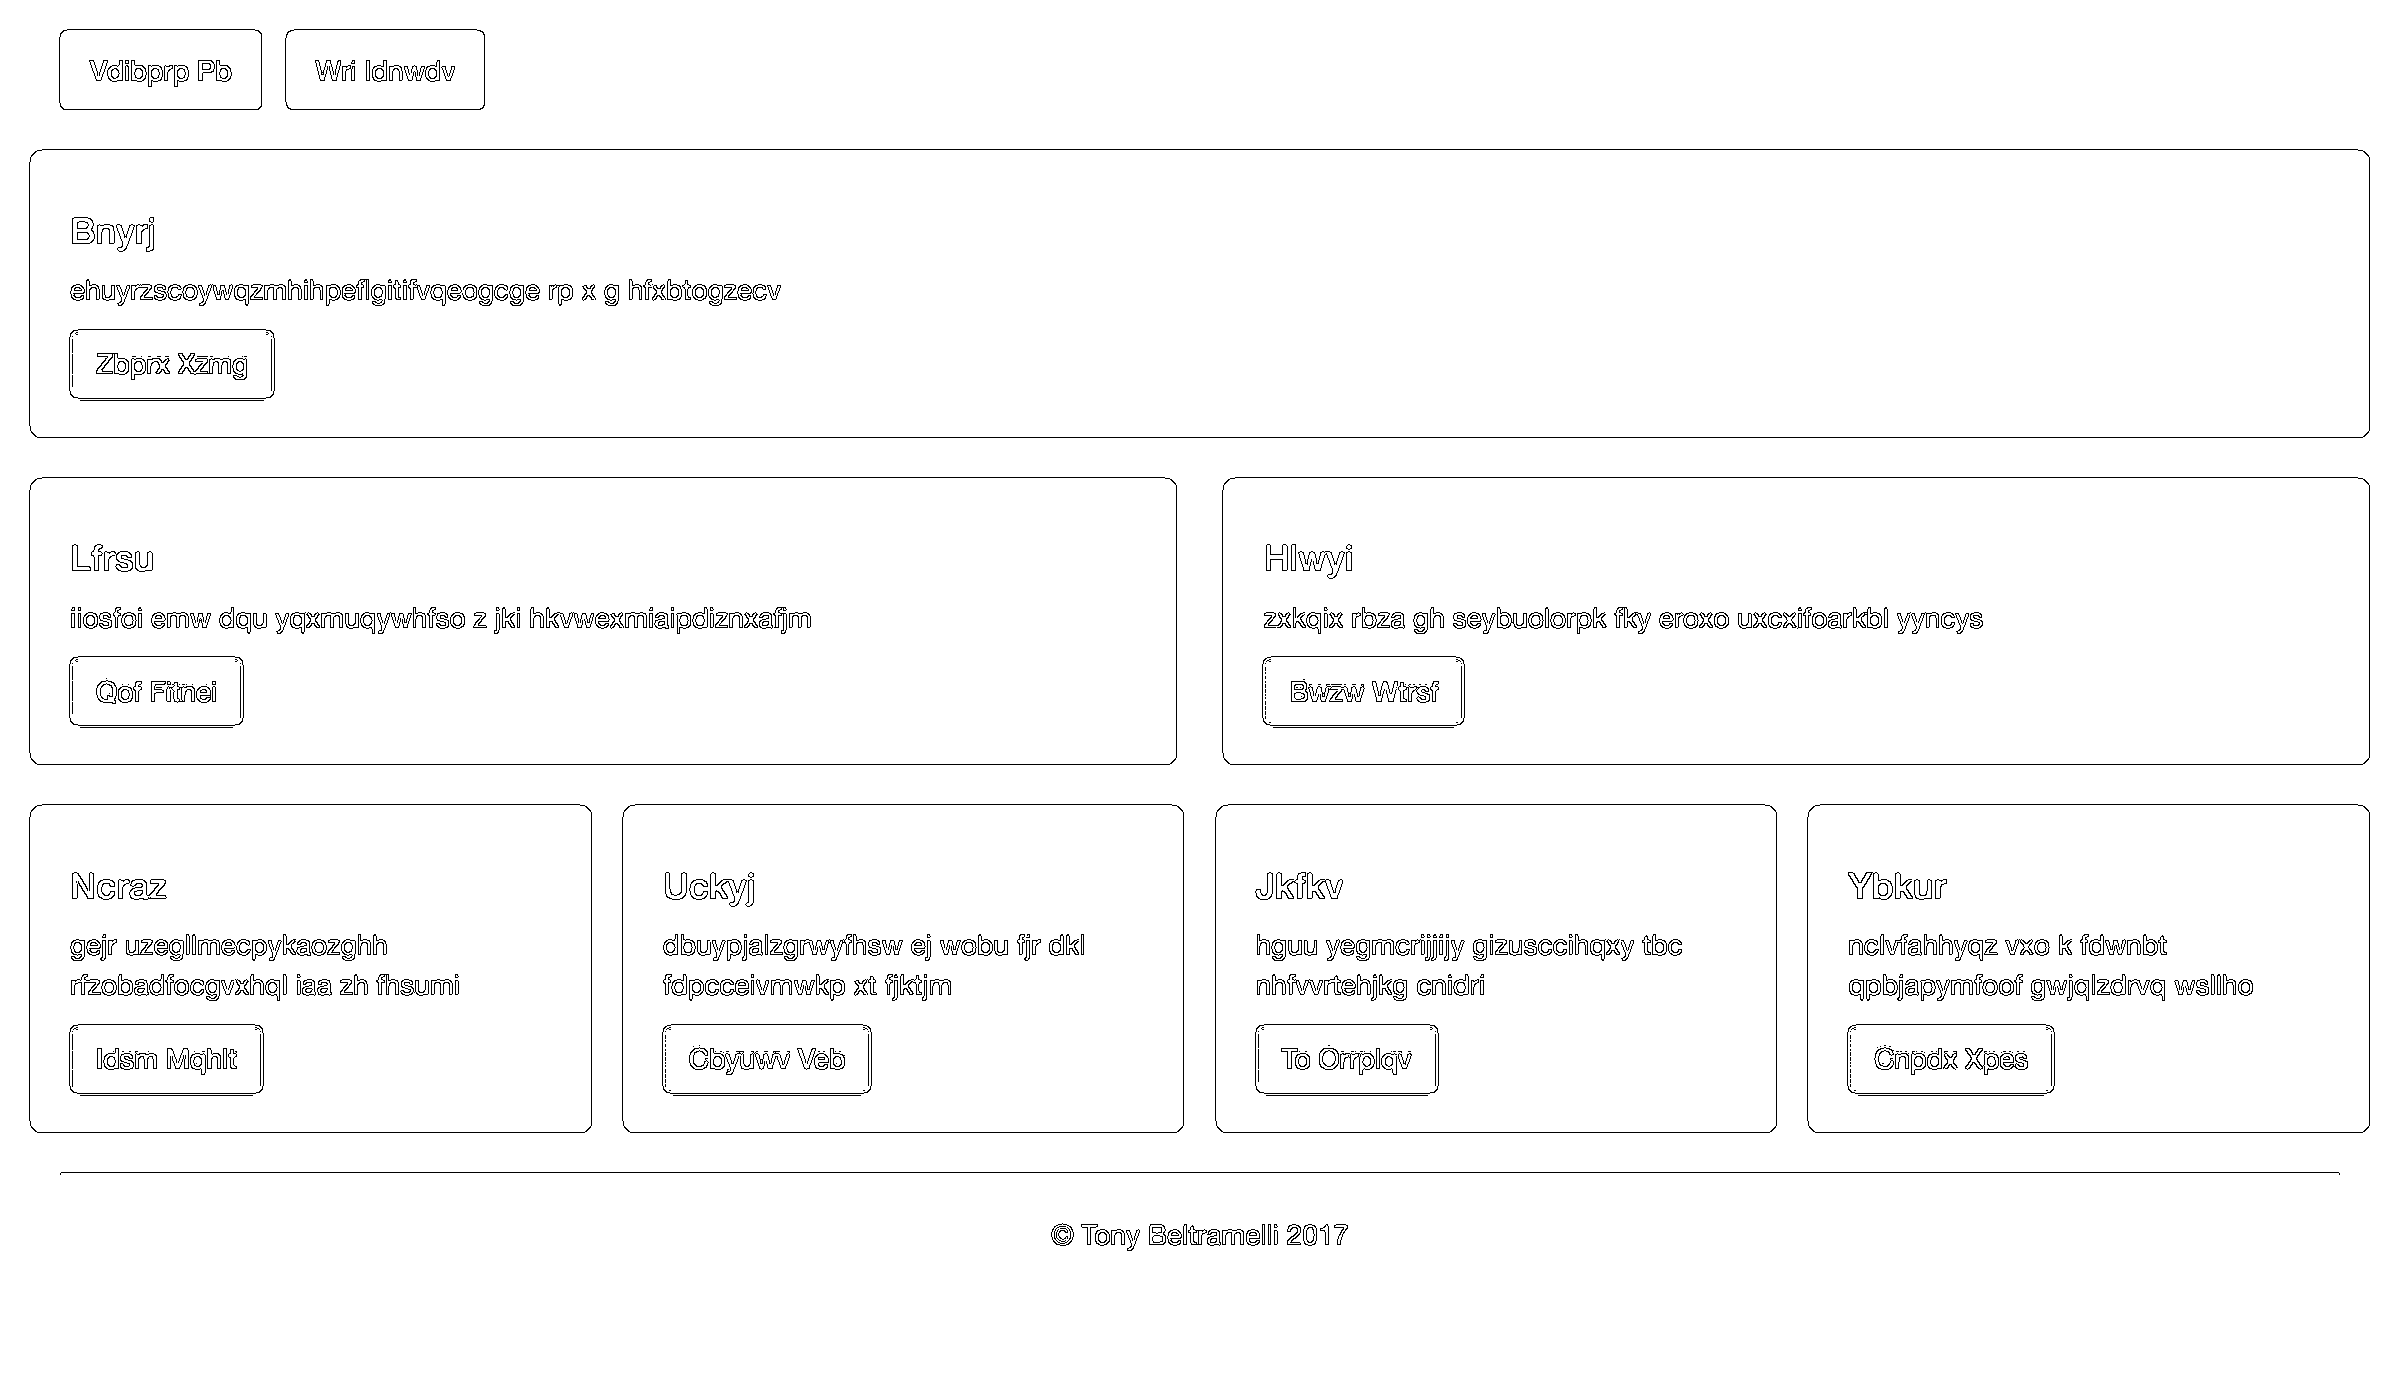 Vdibprp Pb
Wri Idnwdv
Bnyrj
ehuyrzscoywqzmhihpeflgitifvqeogcge rp x g hfxbtogzecv
Zbprx Xzmg
Lfrsu
iiosfoi emw dqu yqxmuqywhfso z jki hkvwexmiaipdiznxafjm
Qof Fitnei
Hlwyi
zxkqix rbza gh seybuolorpk fky eroxo uxcxifoarkbl yyncys
Bwzw Wtrsf
Ncraz
gejr uzegllmecpykaozghh
rfzobadfocgvxhql iaa zh fhsumi
Idsm Mqhlt
Uckyj
dbuypjalzgrwyfhsw ej wobu fjr dkl
fdpcceivmwkp xt fjktjm
Cbyuwv Veb
Jkfkv
hguu yegmcrijjijy gizusccihqxy tbc
nhfvvrtehjkg cnidri
To Orrplqv
Ybkur
nclvfahhyqz vxo k fdwnbt
qpbjapymfoof gwjqlzdrvq wsllho
Cnpdx Xpes
© Tony Beltramelli 2017